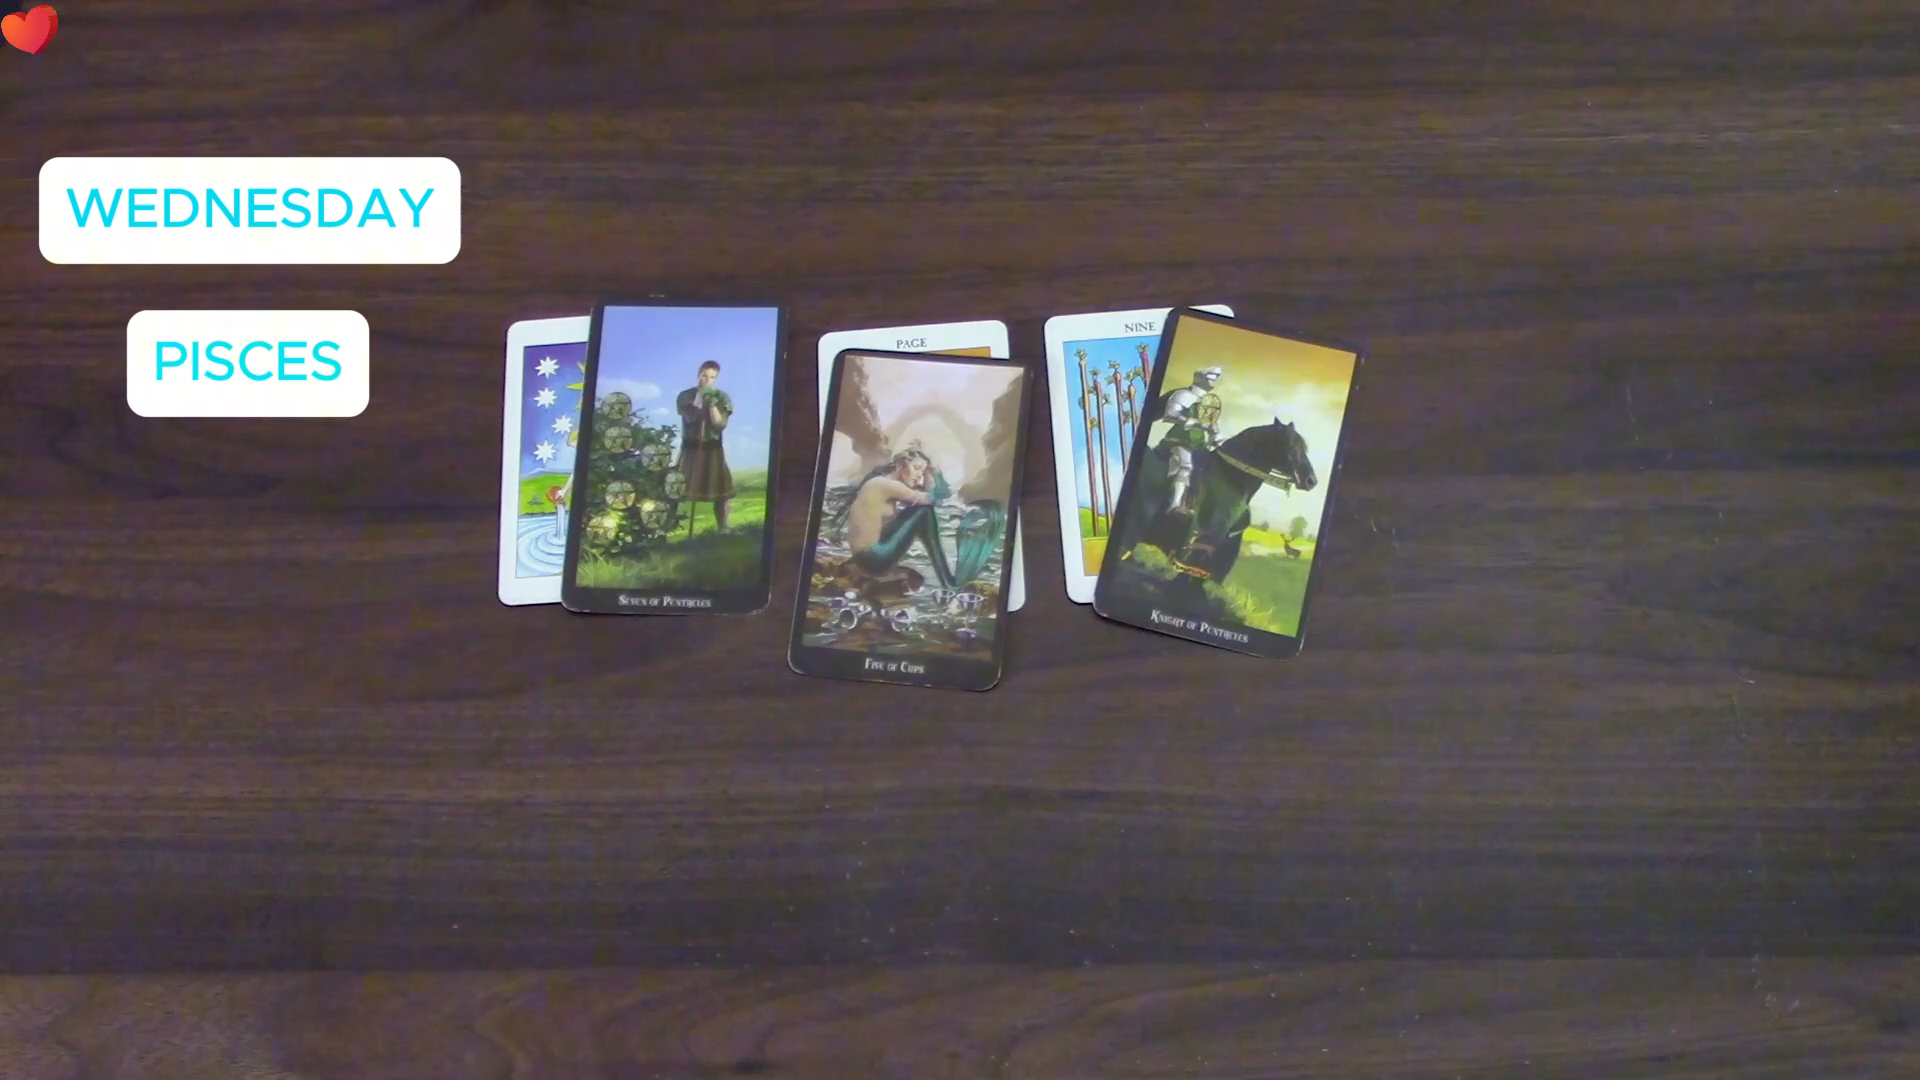 WEDNESDAY
PISCES
NINE
PAGE
SEVEN OF PENTACLES
KNIGHT OF PENTACLES
FIVE OF CUPS